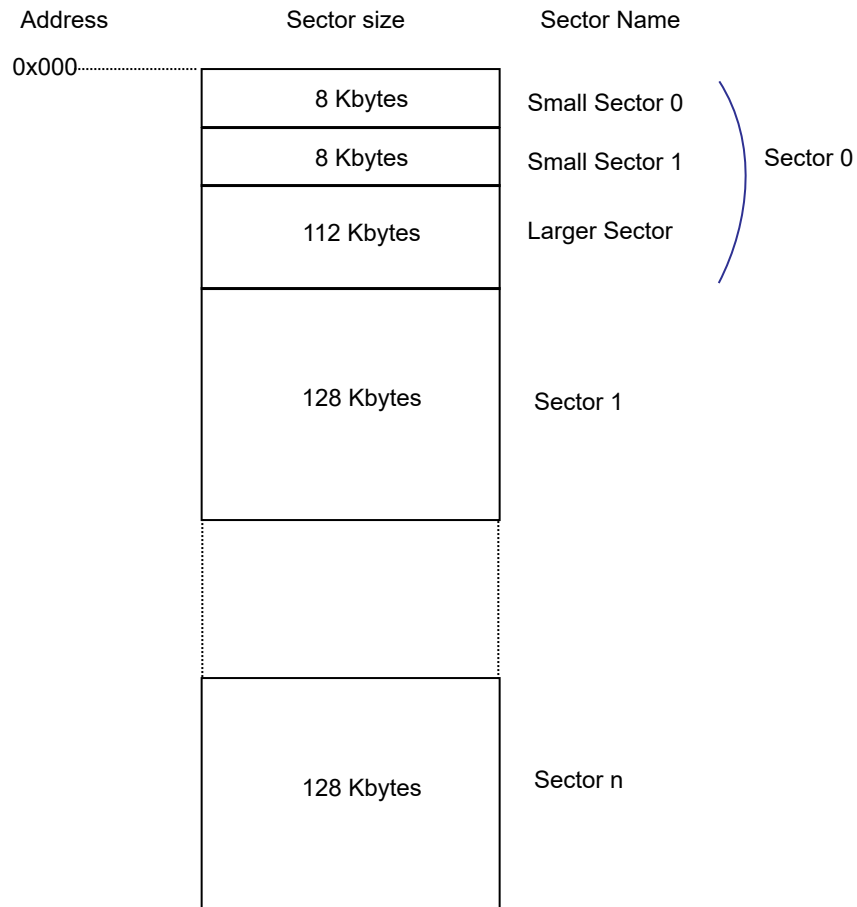 Address Sector size Sector Name
0x000
8 Kbytes Small Sector 0
8 Kbytes Small Sector 1 Sector 0
112 Kbytes Larger Sector
128 Kbytes Sector 1
128 Kbytes Sector n